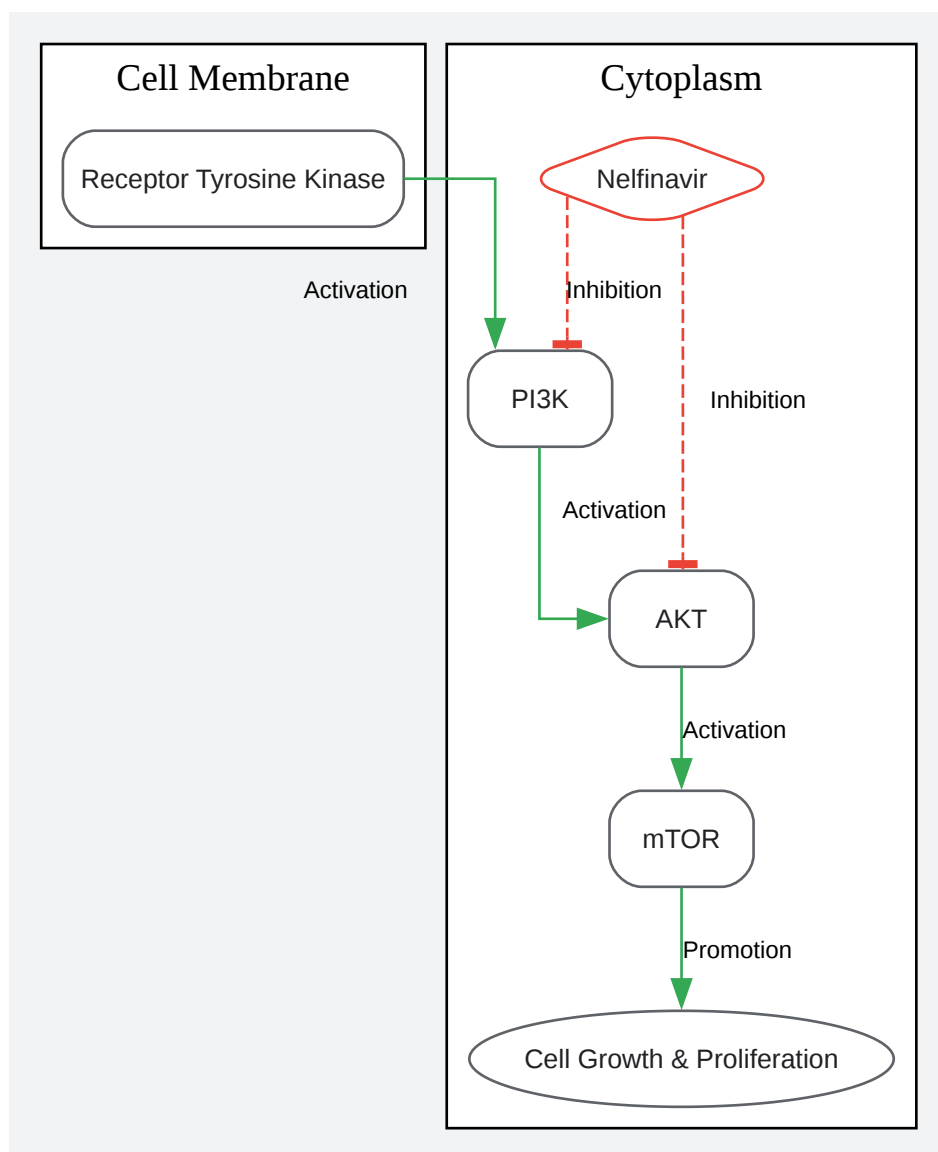 Cell Membrane
Cytoplasm
Receptor Tyrosine Kinase
Nelfinavir
Activation
Inhibition
PI3K
Inhibition
Activation
AKT
Activation
mTOR
Promotion
Cell Growth & Proliferation